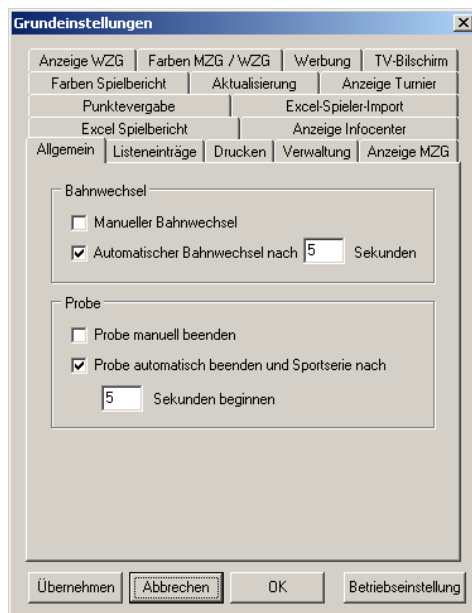 Grundeinstellungen
Anzeige WZG Farben MZG / WZG Werbung TV-Bilschirm
Farben Spielbericht Aktualisierung Anzeige Turnier
Punktevergabe Excel-Spieler-Import
Excel Spielbericht Anzeige Infocenter
Allgemein Listeneinträge Drucken Verwaltung Anzeige MZG
Bahnwechsel
Manueller Bahnwechsel
Automatischer Bahnwechsel nach 5 Sekunden
Probe
Probe manuell beenden
Probe automatisch beenden und Sportserie nach
5 Sekunden beginnen
Übernehmen Abbrechen OK Betriebseinstellung